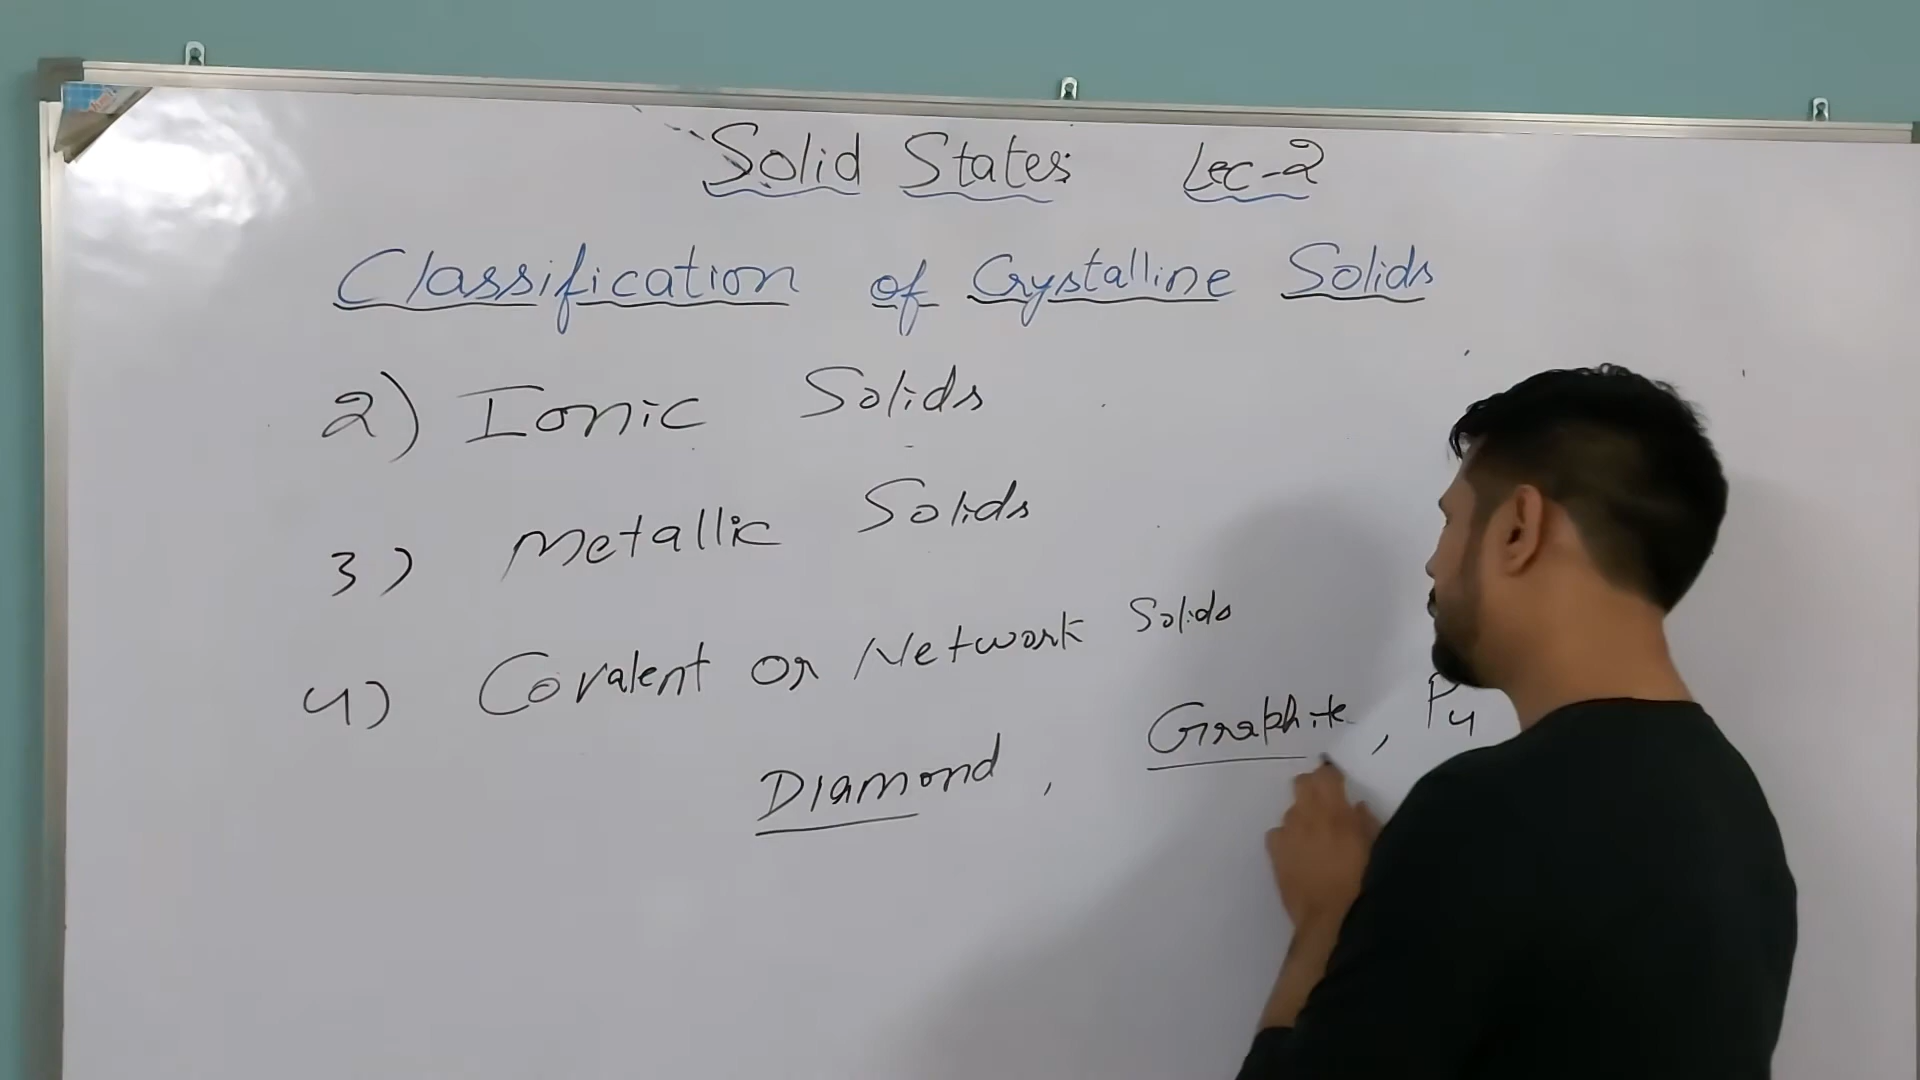 Solid States Lec-2
Classification of Crystalline Solids
2) Ionic Solids
3) Metallic Solids
4) Covalent or Network Solids
Diamond, Graphite, P4